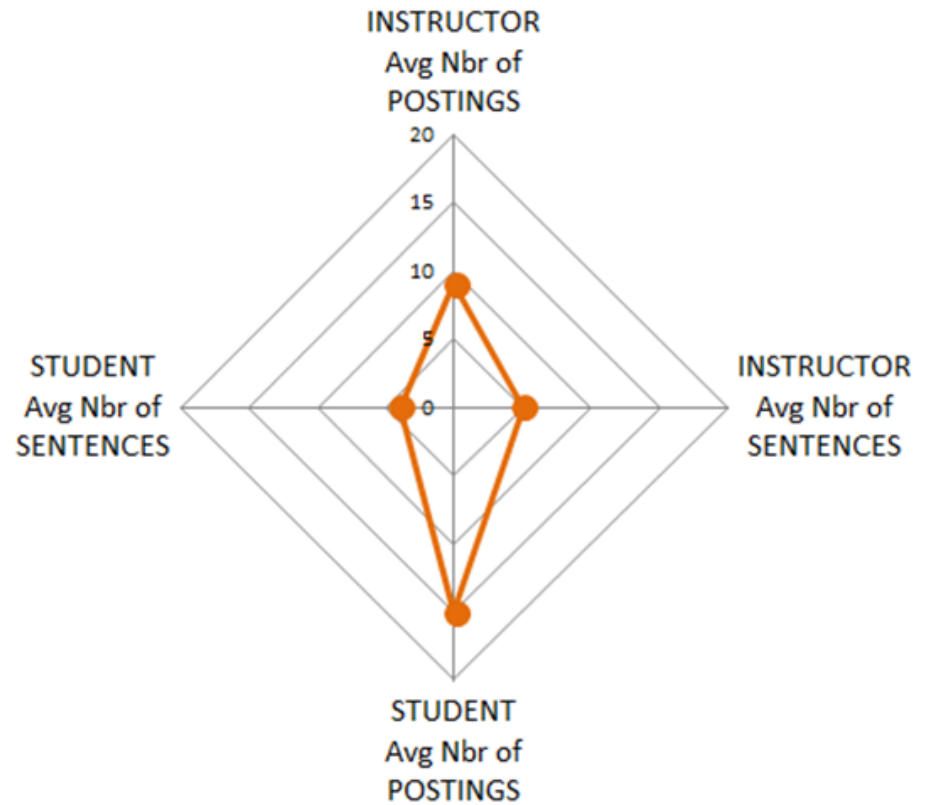 INSTRUCTOR
Avg Nbr of
POSTINGS
20
15
10
5
0
STUDENT
Avg Nbr of
SENTENCES
INSTRUCTOR
Avg Nbr of
SENTENCES
STUDENT
Avg Nbr of
POSTINGS